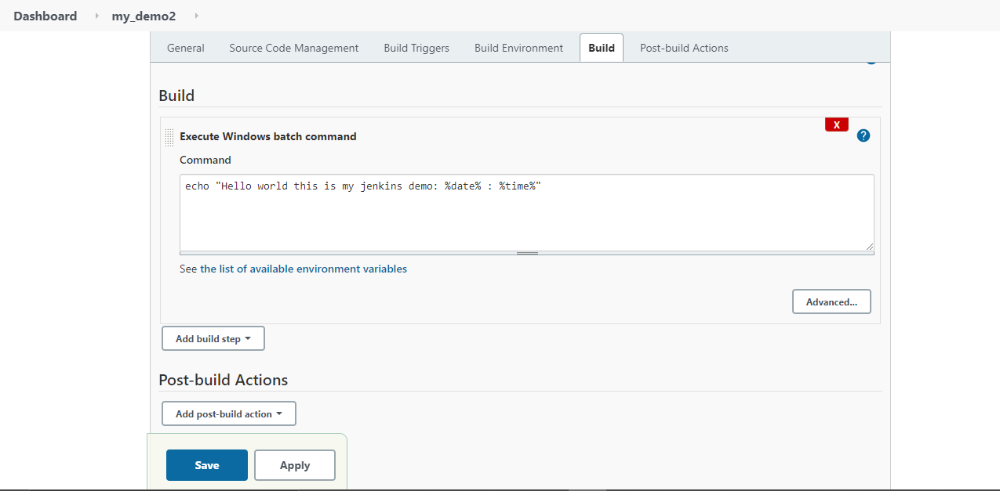 Dashboard my_demo2
General Source Code Management Build Triggers Build Environment Build Post-build Actions
Build
X
Execute Windows batch command
?
Command
echo "Hello world this is my jenkins demo: %date% : %time%"
See the list of available environment variables
Advanced...
Add build step
Post-build Actions
Add post-build action
Save Apply